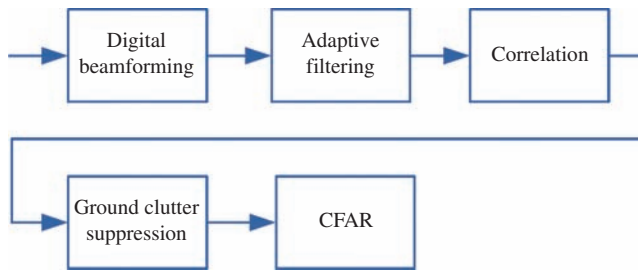 Digital
beamforming
Adaptive
filtering
Correlation
Ground clutter
suppression
CFAR